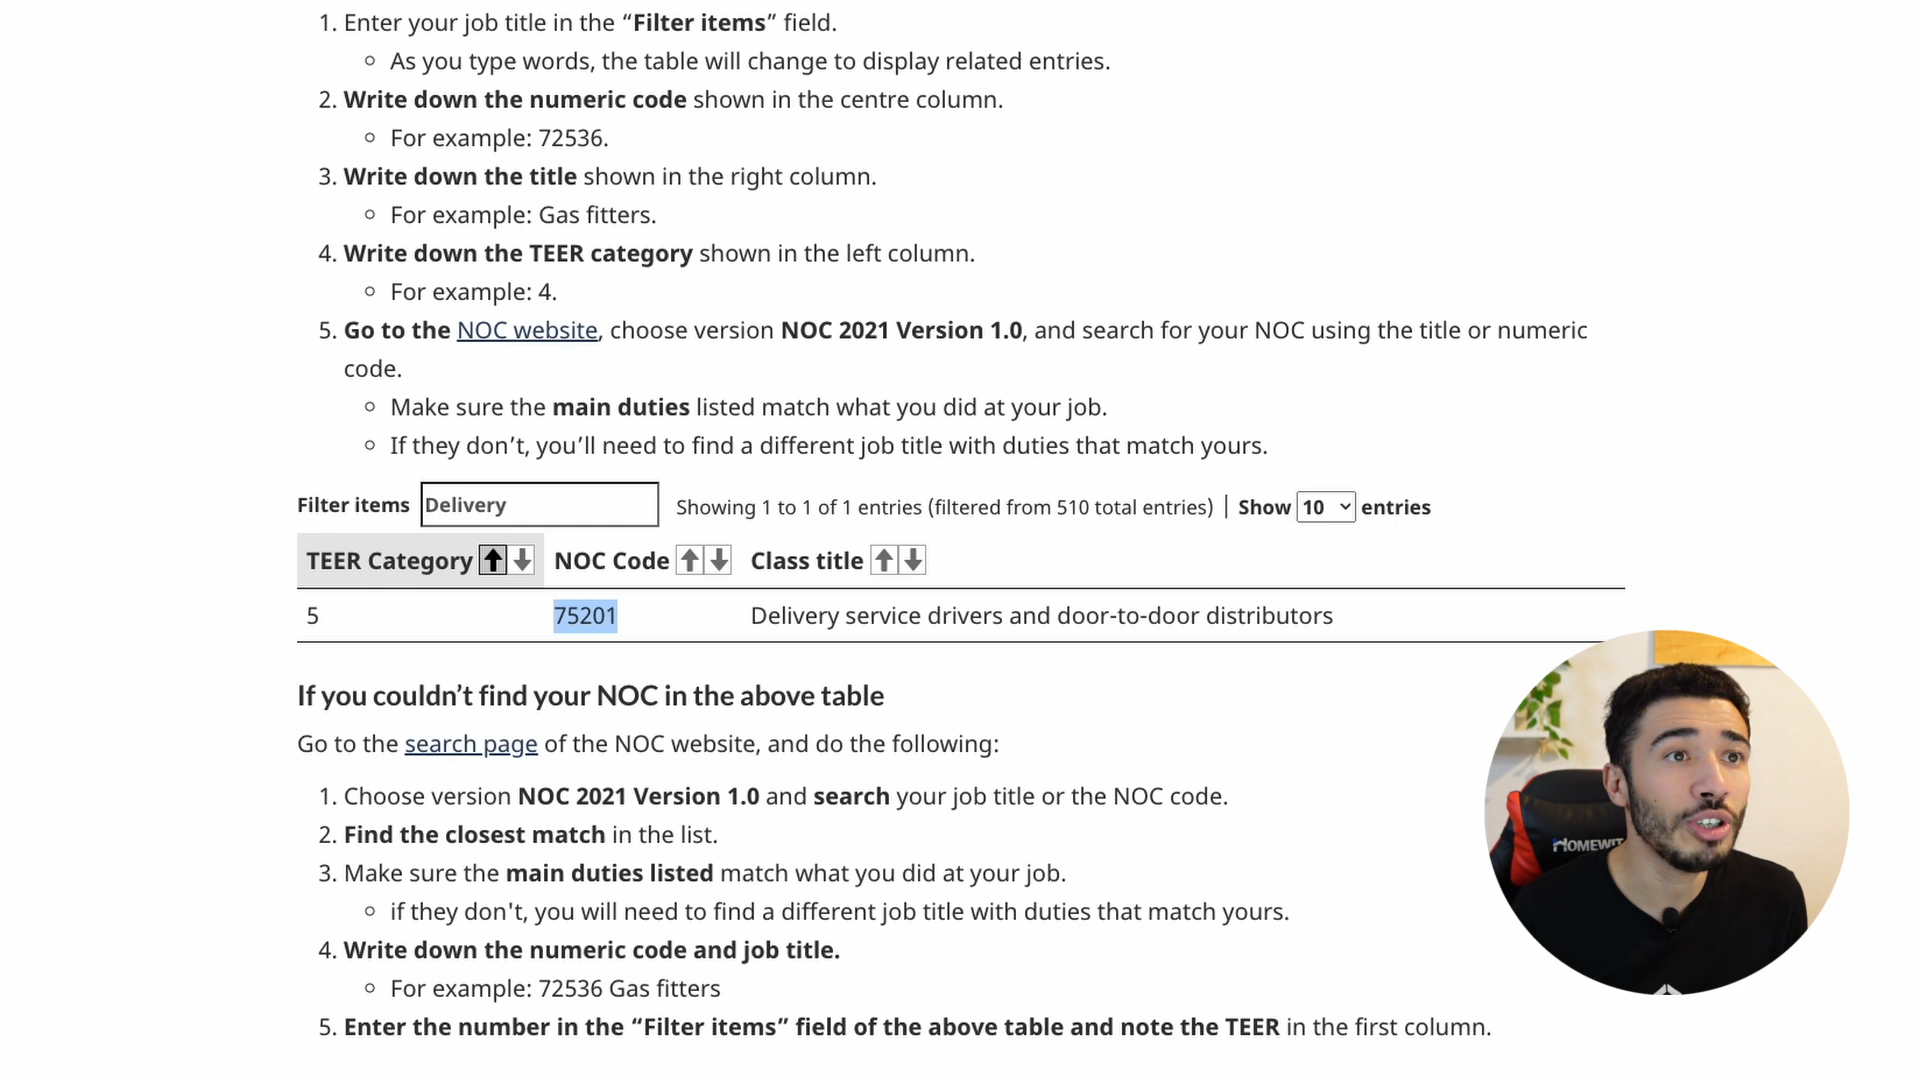 1. Enter your job title in the “Filter items” field.
○ As you type words, the table will change to display related entries.
2. Write down the numeric code shown in the centre column.
○ For example: 72536.
3. Write down the title shown in the right column.
○ For example: Gas fitters.
4. Write down the TEER category shown in the left column.
○ For example: 4.
5. Go to the NOC website, choose version NOC 2021 Version 1.0, and search for your NOC using the title or numeric
code.
○ Make sure the main duties listed match what you did at your job.
○ If they don’t, you’ll need to find a different job title with duties that match yours.
Filter items Delivery Showing 1 to 1 of 1 entries (filtered from 510 total entries) | Show 10 entries
TEER Category NOC Code Class title
5 75201 Delivery service drivers and door-to-door distributors
If you couldn’t find your NOC in the above table
Go to the search page of the NOC website, and do the following:
1. Choose version NOC 2021 Version 1.0 and search your job title or the NOC code.
2. Find the closest match in the list.
3. Make sure the main duties listed match what you did at your job.
○ if they don't, you will need to find a different job title with duties that match yours.
4. Write down the numeric code and job title.
○ For example: 72536 Gas fitters
5. Enter the number in the “Filter items” field of the above table and note the TEER in the first column.